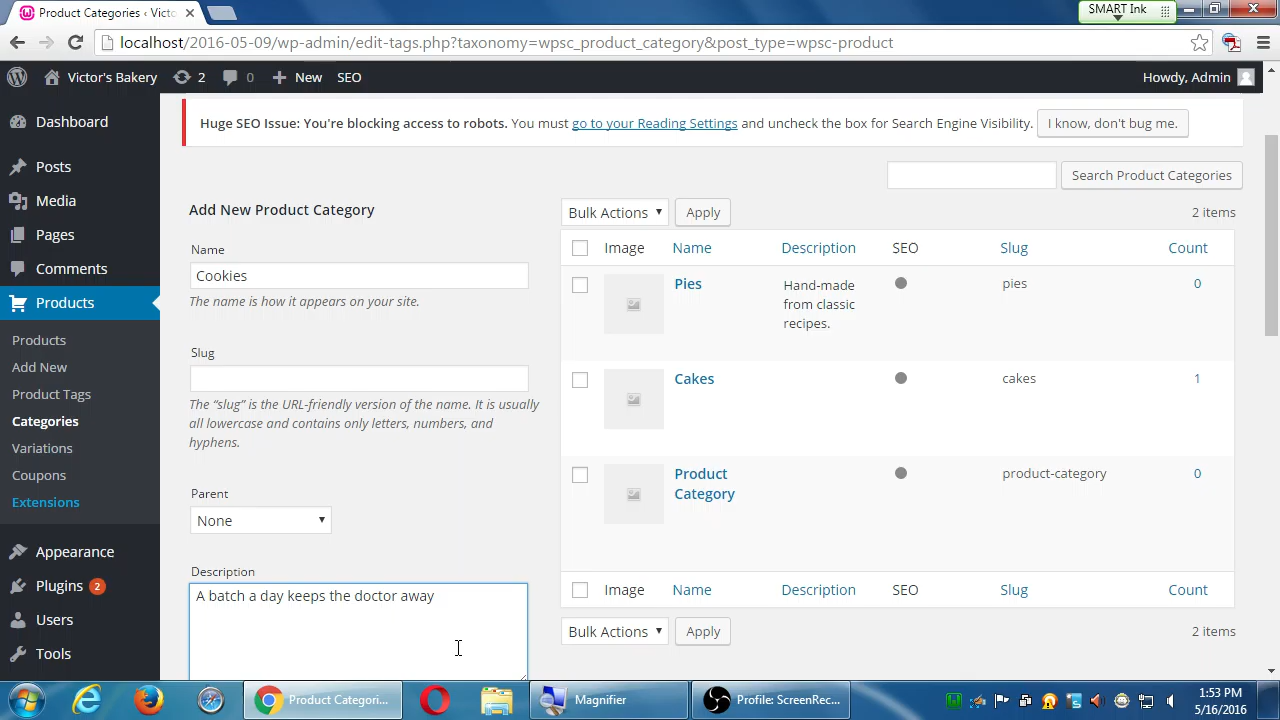 Product Categories ‹ Victo
SMART Ink
localhost/2016-05-09/wp-admin/edit-tags.php?taxonomy=wpsc_product_category&post_type=wpsc-product
Victor's Bakery
2
0
New
SEO
Howdy, Admin
Dashboard
Posts
Media
Pages
Comments
Products
Products
Add New
Product Tags
Categories
Variations
Coupons
Extensions
Appearance
Plugins 2
Users
Tools
Huge SEO Issue: You're blocking access to robots. You must go to your Reading Settings and uncheck the box for Search Engine Visibility.
I know, don't bug me.
Search Product Categories
Add New Product Category
Name
Cookies
The name is how it appears on your site.
Slug
The “slug” is the URL-friendly version of the name. It is usually
all lowercase and contains only letters, numbers, and
hyphens.
Parent
None
Description
A batch a day keeps the doctor away
Bulk Actions
Apply
2 items
Image Name Description SEO Slug Count
Pies
Hand-made
from classic
recipes.
pies
0
Cakes
cakes
1
Product
Category
product-category
0
Image Name Description SEO Slug Count
Bulk Actions
Apply
2 items
Product Categori...
Magnifier
Profile: ScreenRec...
1:53 PM
5/16/2016